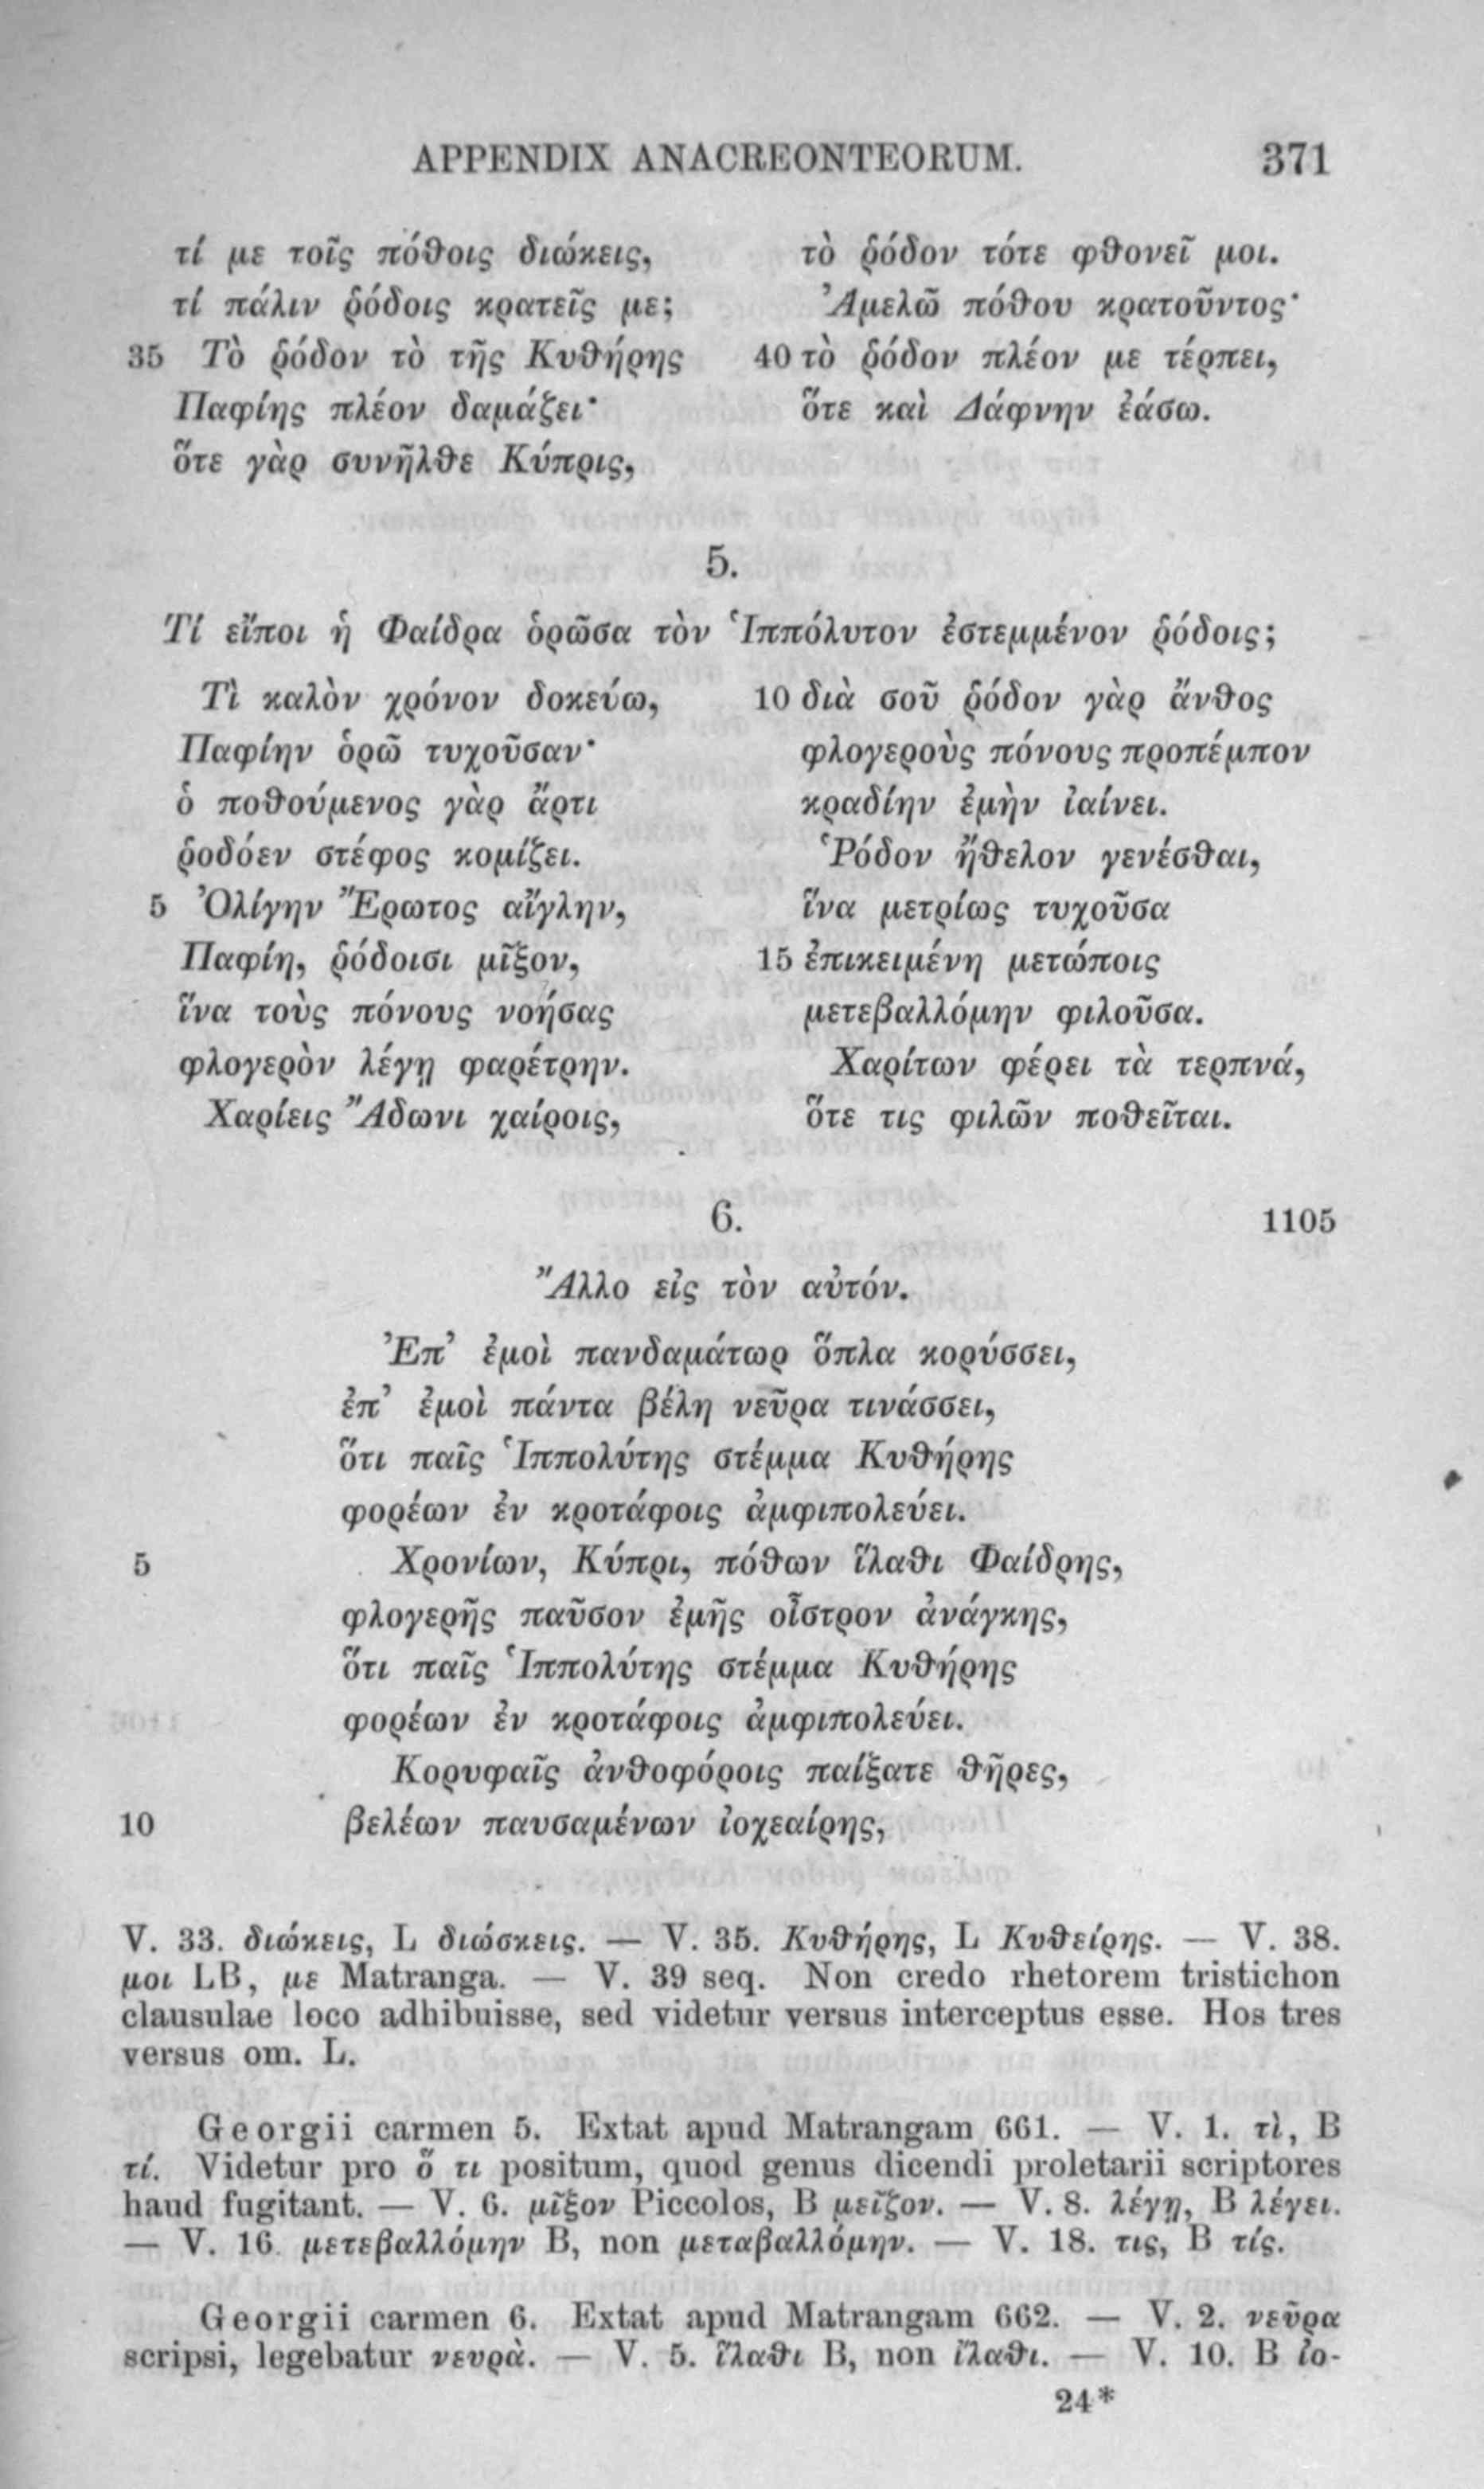 APPENDIX ANACREONTEORUM. 371
τί με τοῖς πόθοις διώκεις,
τί πάλιν ῥόδοις κρατεῖς με;
35 Τὸ ῥόδον τὸ τῆς Κυθήρης
Παφίης πλέον δαμάζει·
ὅτε γὰρ συνῆλθε Κύπρις,
τὸ ῥόδον τότε φθονεῖ μοι.
Ἀμελῶ πόθου κρατοῦντος·
40 τὸ ῥόδον πλέον με τέρπει,
ὅτε καὶ Δάφνην ἐάσω.
5.
Τί εἴποι ἡ Φαίδρα ὁρῶσα τὸν Ἱππόλυτον ἐστεμμένον ῥόδοις;
Τὶ καλὸν χρόνον δοκεύω,
Παφίην ὁρῶ τυχοῦσαν·
ὁ ποθούμενος γὰρ ἄρτι
ῥοδόεν στέφος κομίζει.
5 Ὀλίγην Ἔρωτος αἴγλην,
Παφίη, ῥόδοισι μῖξον,
ἵνα τοὺς πόνους νοήσας
φλογερὸν λέγῃ φαρέτρην.
Χαρίεις Ἄδωνι χαίροις,
10 διὰ σοῦ ῥόδον γὰρ ἄνθος
φλογεροὺς πόνους προπέμπον
κραδίην ἐμὴν ἰαίνει.
Ῥόδον ἤθελον γενέσθαι,
ἵνα μετρίως τυχοῦσα
15 ἐπικειμένη μετώποις
μετεβαλλόμην φιλοῦσα.
Χαρίτων φέρει τὰ τερπνά,
ὅτε τις φιλῶν ποθεῖται.
6. 1105
Ἄλλο εἰς τὸν αὐτόν.
Ἐπ’ ἐμοὶ πανδαμάτωρ ὅπλα κορύσσει,
ἐπ’ ἐμοὶ πάντα βέλη νεῦρα τινάσσει,
ὅτι παῖς Ἱππολύτης στέμμα Κυθήρης
φορέων ἐν κροτάφοις ἀμφιπολεύει.
5 Χρονίων, Κύπρι, πόθων ἵλαθι Φαίδρης,
φλογερῆς παῦσον ἐμῆς οἶστρον ἀνάγκης,
ὅτι παῖς Ἱππολύτης στέμμα Κυθήρης
φορέων ἐν κροτάφοις ἀμφιπολεύει.
Κορυφαῖς ἀνθοφόροις παίξατε θῆρες,
10 βελέων παυσαμένων ἰοχεαίρης,
V. 33. διώκεις, L διώσκεις. — V. 35. Κυθήρης, L Κυθείρης. — V. 38.
μοι LB, με Matranga. — V. 39 seq. Non credo rhetorem tristichon
clausulae loco adhibuisse, sed videtur versus interceptus esse. Hos tres
versus om. L.
Georgii carmen 5. Extat apud Matrangam 661. — V. 1. τὶ, B
τί. Videtur pro ὅ τι positum, quod genus dicendi proletarii scriptores
haud fugitant. — V. 6. μῖξον Piccolos, B μεῖζον. — V. 8. λέγῃ, B λέγει.
— V. 16. μετεβαλλόμην B, non μεταβαλλόμην. — V. 18. τις, B τίς.
Georgii carmen 6. Extat apud Matrangam 662. — V. 2. νεῦρα
scripsi, legebatur νευρὰ. — V. 5. ἵλαθι B, non ἴλαθι. — V. 10. B ἰο-
24*